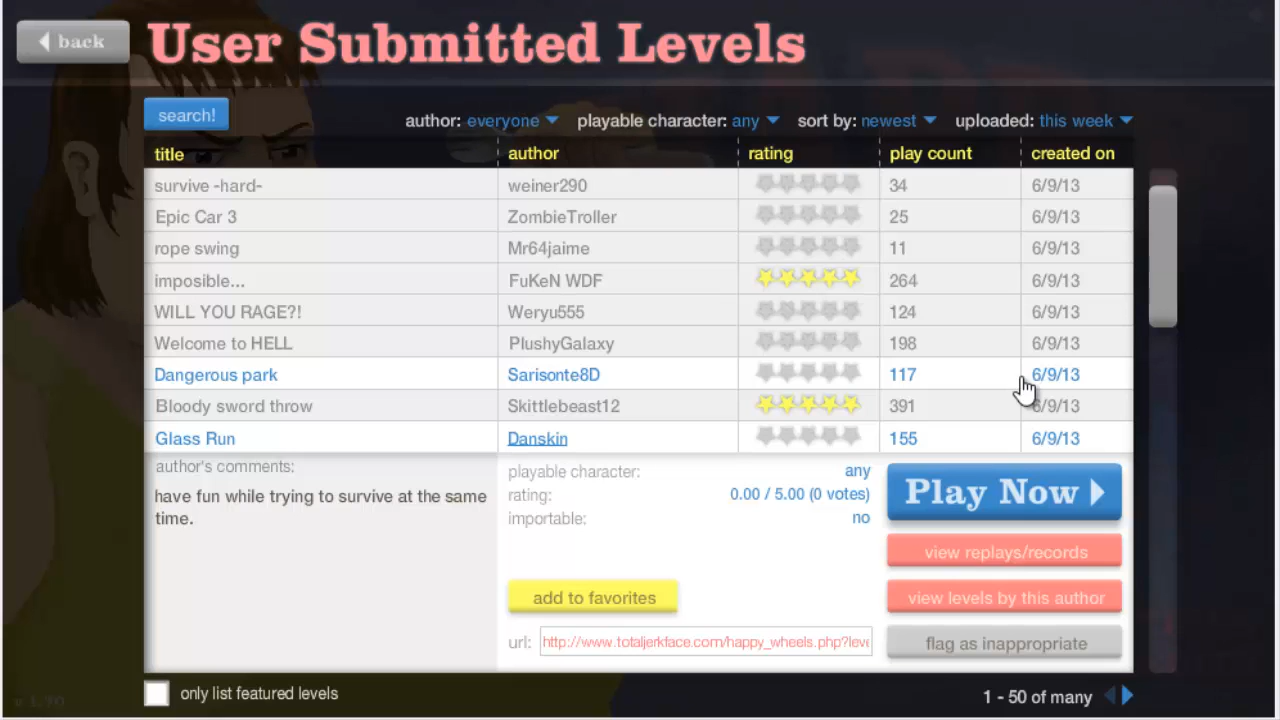 back
User Submitted Levels
search!
author: everyone playable character: any sort by: newest uploaded: this week
title author rating play count created on
survive -hard- weiner290 34 6/9/13
Epic Car 3 ZombieTroller 25 6/9/13
rope swing Mr64jaime 11 6/9/13
imposible... FuKeN WDF 264 6/9/13
WILL YOU RAGE?! Weryu555 124 6/9/13
Welcome to HELL PlushyGalaxy 198 6/9/13
Dangerous park Sarisonte8D 117 6/9/13
Bloody sword throw Skittlebeast12 391 6/9/13
Glass Run Danskin 155 6/9/13
author's comments:
have fun while trying to survive at the same
time.
playable character: any
rating: 0.00 / 5.00 (0 votes)
importable: no
add to favorites
url: http://www.totaljerkface.com/happy_wheels.php?leve
Play Now
view replays/records
view levels by this author
flag as inappropriate
only list featured levels
1 - 50 of many